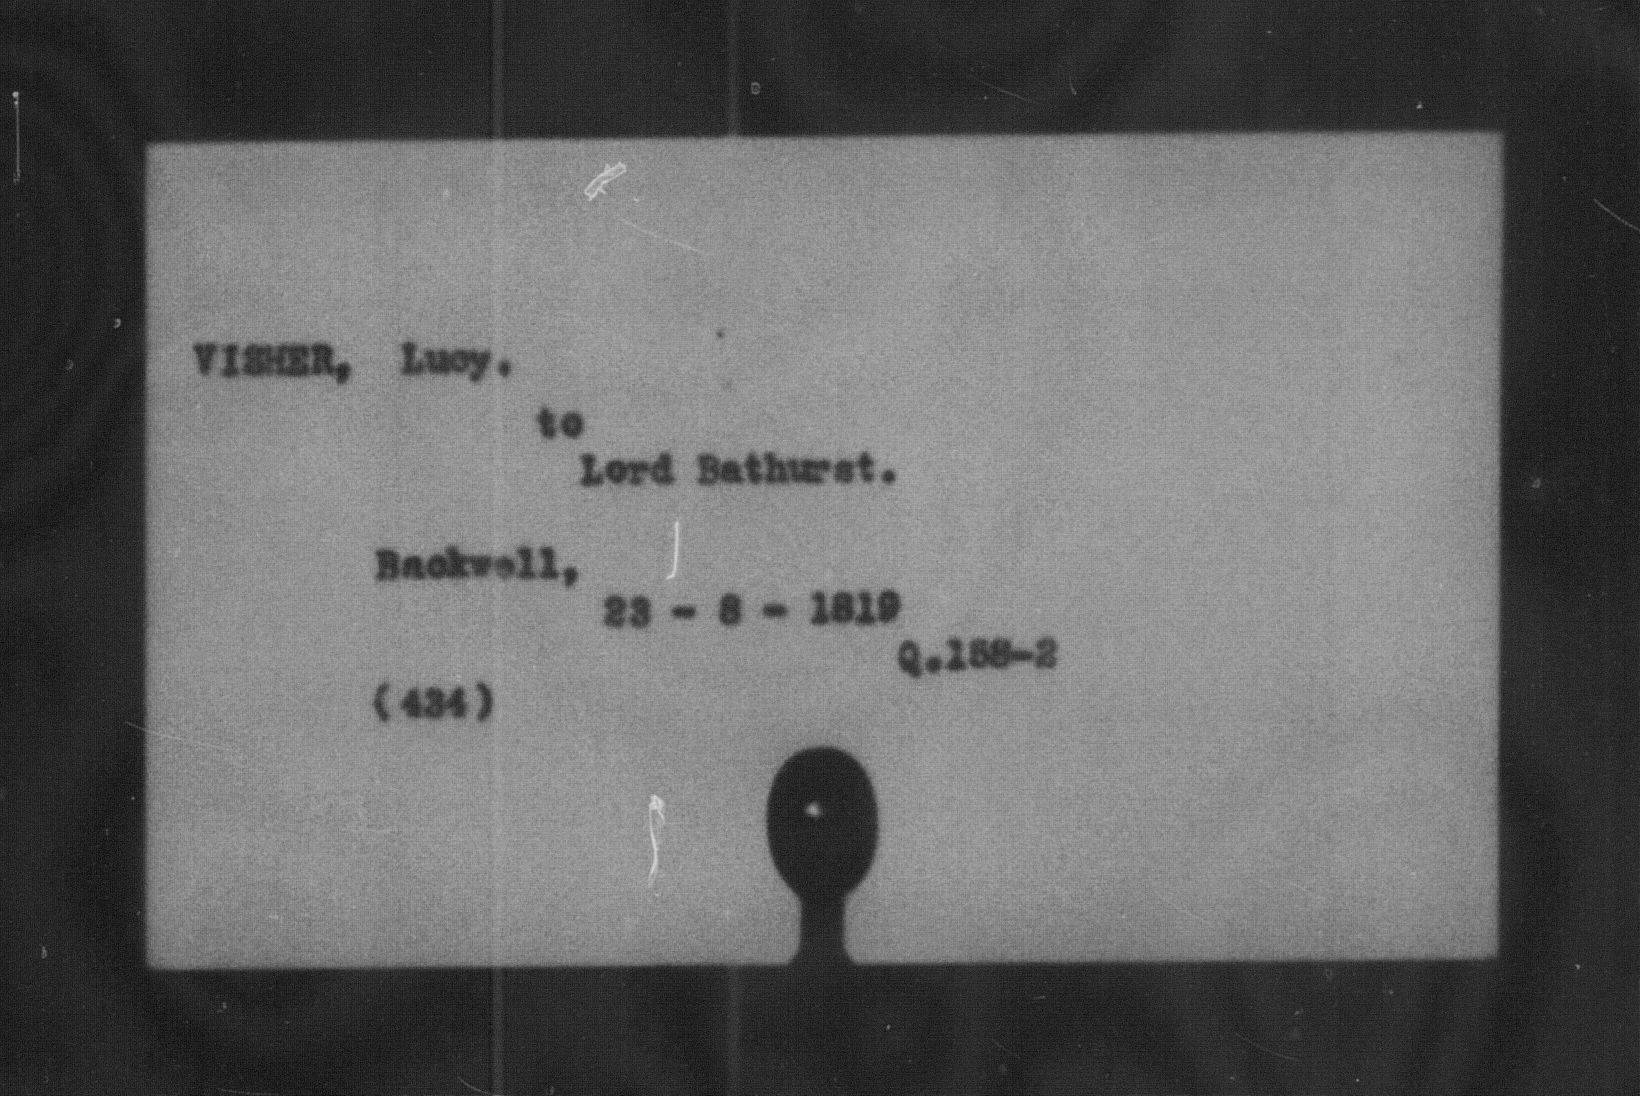 VISHER, Lucy.
to
Lord Bathurst.
Backwell,
23 - 8 - 1819
Q.158-2
(434)